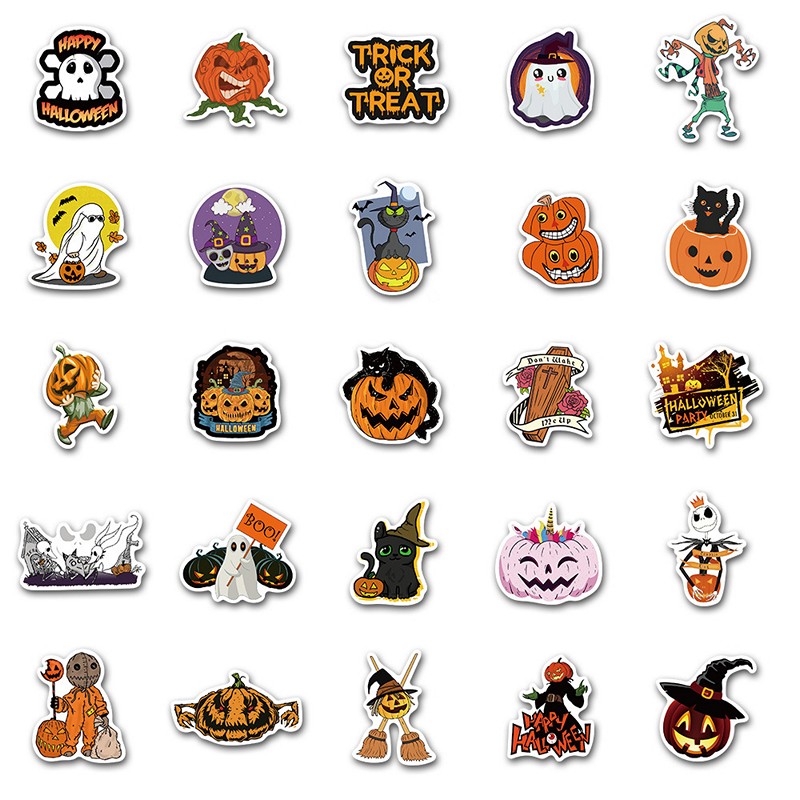 HAPPY
HALLOWEEN
TRICK
OR
TREAT
HALLOWEEN
Don't Wake
Me Up
HALLOWEEN
PARTY OCTOBER 31
BOO!
HAPPY
HALLOWEEN